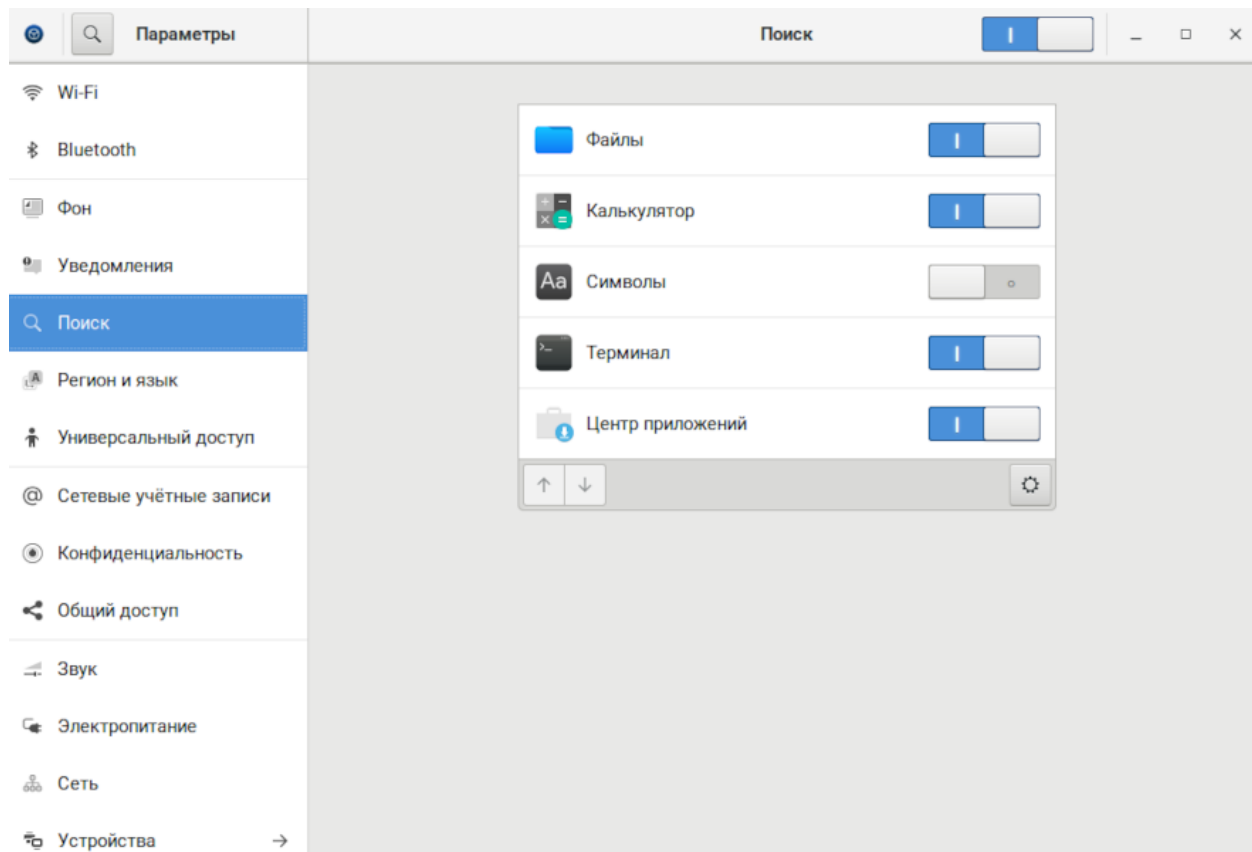 Параметры
Поиск
Wi-Fi
Bluetooth
Фон
Уведомления
Поиск
Регион и язык
Универсальный доступ
Сетевые учётные записи
Конфиденциальность
Общий доступ
Звук
Электропитание
Сеть
Устройства
Файлы
Калькулятор
Aa Символы
Терминал
Центр приложений